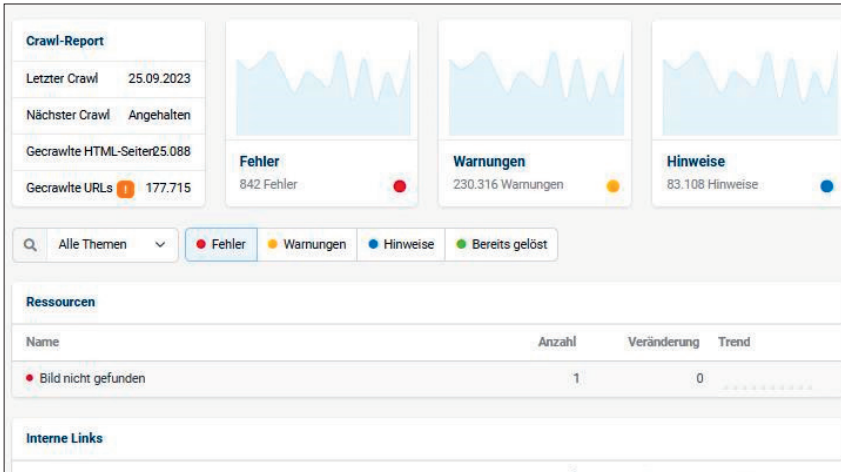 Crawl-Report
Letzter Crawl 25.09.2023
Nächster Crawl Angehalten
Gecrawlte HTML-Seiten 25.088
Gecrawlte URLs ! 177.715
Fehler
842 Fehler
Warnungen
230.316 Warnungen
Hinweise
83.108 Hinweise
Alle Themen Fehler Warnungen Hinweise Bereits gelöst
Ressourcen
Name Anzahl Veränderung Trend
Bild nicht gefunden 1 0
Interne Links